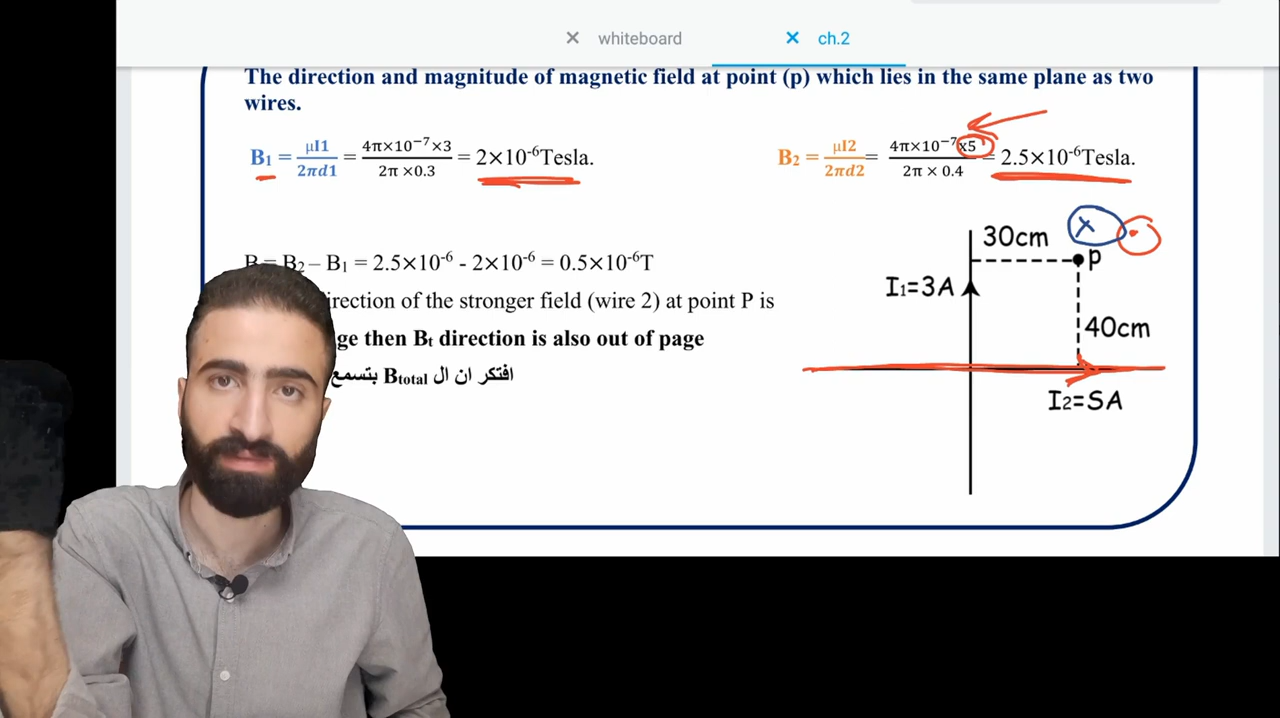 whiteboard
ch.2
The direction and magnitude of magnetic field at point (p) which lies in the same plane as two
wires.
B₁ = μI1/2πd1 = 4π×10⁻⁷×3/2π ×0.3 = 2×10⁻⁶Tesla.
B₂ = μI2/2πd2 = 4π×10⁻⁷×5/2π × 0.4 = 2.5×10⁻⁶Tesla.
30cm
X
p
B₂ – B₁ = 2.5×10⁻⁶ - 2×10⁻⁶ = 0.5×10⁻⁶T
I₁=3A
direction of the stronger field (wire 2) at point P is
40cm
then Bₜ direction is also out of page
افتكر ان ال Btotal بتسمع
I₂=SA